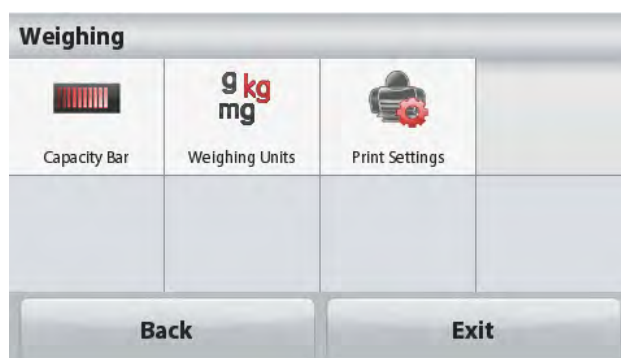 Weighing
g kg
mg
Capacity Bar
Weighing Units
Print Settings
Back
Exit